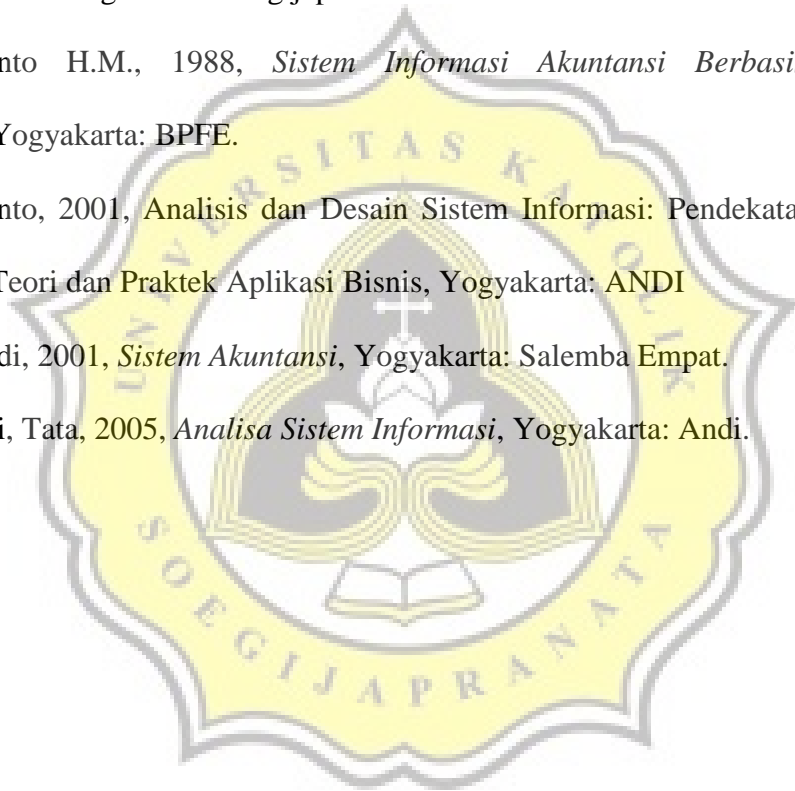 nto H.M., 1988, Sistem Informasi Akuntansi Berbasi
Yogyakarta: BPFE.
nto, 2001, Analisis dan Desain Sistem Informasi: Pendekata
Teori dan Praktek Aplikasi Bisnis, Yogyakarta: ANDI
di, 2001, Sistem Akuntansi, Yogyakarta: Salemba Empat.
i, Tata, 2005, Analisa Sistem Informasi, Yogyakarta: Andi.
UNIVERSITAS KATOLIK
SOEGIJAPRANATA